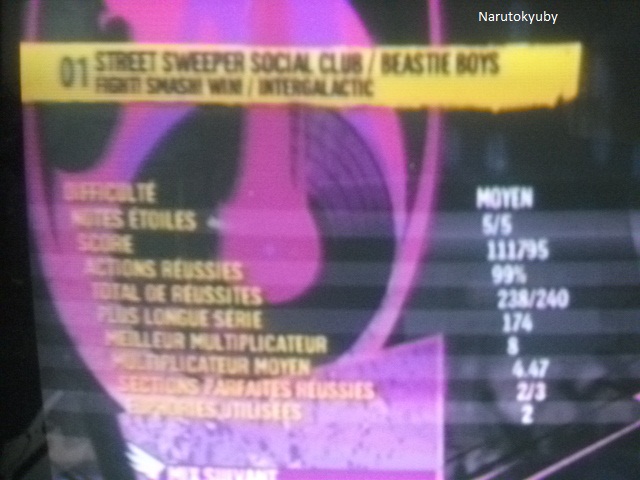 Narutokyuby
01 STREET SWEEPER SOCIAL CLUB / BEASTIE BOYS
FIGHT! SMASH! WIN! / INTERGALACTIC
DIFFICULTÉ MOYEN
NOTES ÉTOILES 5/5
SCORE 111795
ACTIONS RÉUSSIES 99%
TOTAL DE RÉUSSITES 238/240
PLUS LONGUE SÉRIE 174
MEILLEUR MULTIPLICATEUR 8
MULTIPLICATEUR MOYEN 4.47
SECTIONS PARFAITES RÉUSSIES 2/3
EUPHORIES UTILISÉES 2
MIX SUIVANT